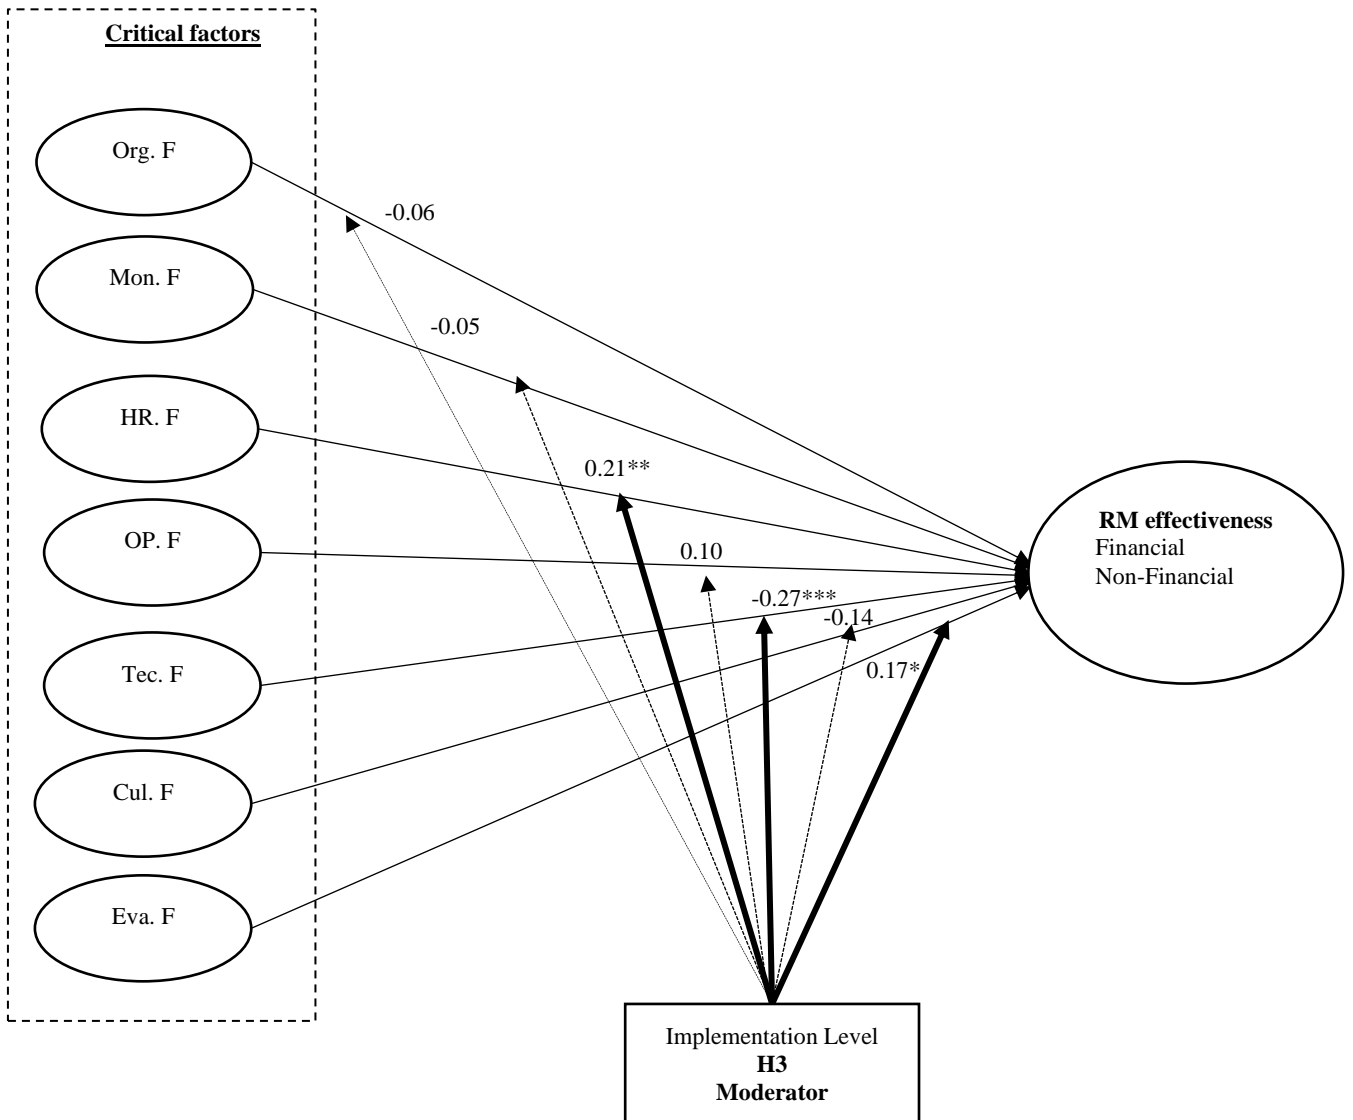 Critical factors
Org. F
-0.06
Mon. F
-0.05
HR. F
0.21**
OP. F
0.10
RM effectiveness
Financial
Non-Financial
-0.27***
-0.14
Tec. F
0.17*
Cul. F
Eva. F
Implementation Level
H3
Moderator